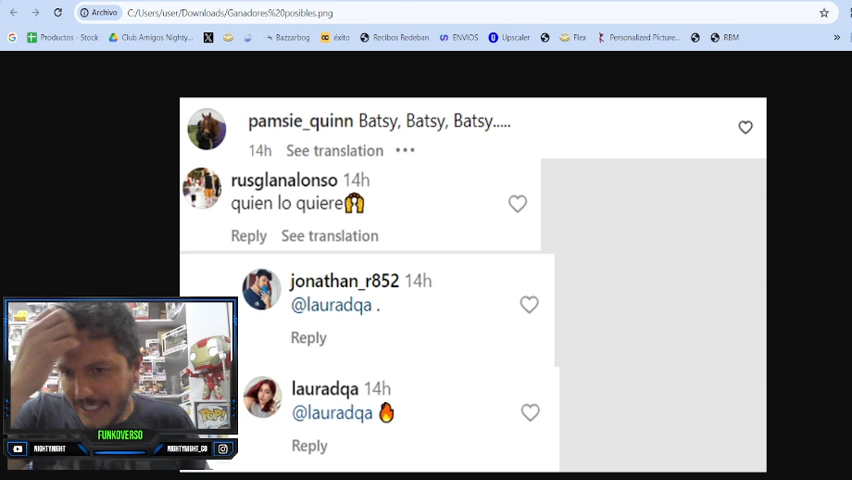 Archivo C:/Users/user/Downloads/Ganadores%20posibles.png
Productos - Stock Club Amigos Nighty... Bazzarbog éxito Recibos Redeban ENVIOS Upscaler Flex Personalized Picture... RBM
pamsie_quinn Batsy, Batsy, Batsy.....
14h See translation
rusglanalonso 14h
quien lo quiere
Reply See translation
jonathan_r852 14h
@lauradqa .
Reply
lauradqa 14h
@lauradqa
Reply
POP!
FUNKOVERSO
NIGHTYNIGHT NIGHTYNIGHT_CO